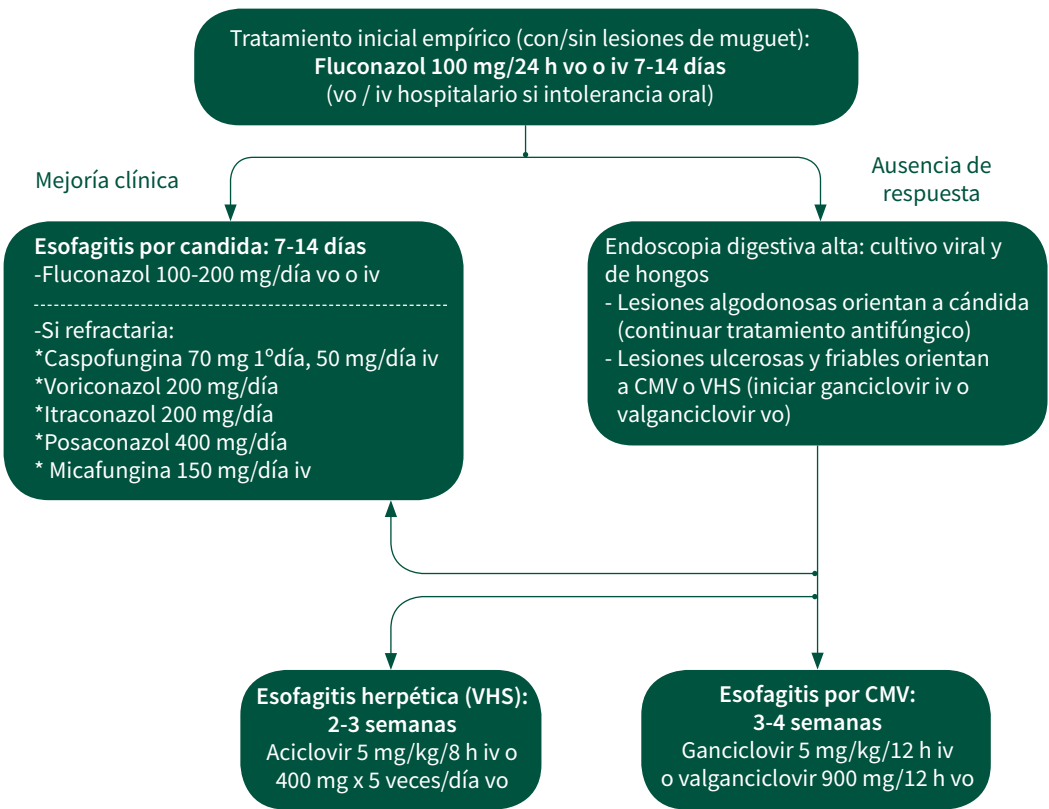 Tratamiento inicial empírico (con/sin lesiones de muguet):
Fluconazol 100 mg/24 h vo o iv 7-14 días
(vo / iv hospitalario si intolerancia oral)
Mejoría clínica
Ausencia de
respuesta
Esofagitis por candida: 7-14 días
-Fluconazol 100-200 mg/día vo o iv
-Si refractaria:
*Caspofungina 70 mg 1ºdía, 50 mg/día iv
*Voriconazol 200 mg/día
*Itraconazol 200 mg/día
*Posaconazol 400 mg/día
* Micafungina 150 mg/día iv
Endoscopia digestiva alta: cultivo viral y
de hongos
- Lesiones algodonosas orientan a cándida
(continuar tratamiento antifúngico)
- Lesiones ulcerosas y friables orientan
a CMV o VHS (iniciar ganciclovir iv o
valganciclovir vo)
Esofagitis herpética (VHS):
2-3 semanas
Aciclovir 5 mg/kg/8 h iv o
400 mg x 5 veces/día vo
Esofagitis por CMV:
3-4 semanas
Ganciclovir 5 mg/kg/12 h iv
o valganciclovir 900 mg/12 h vo